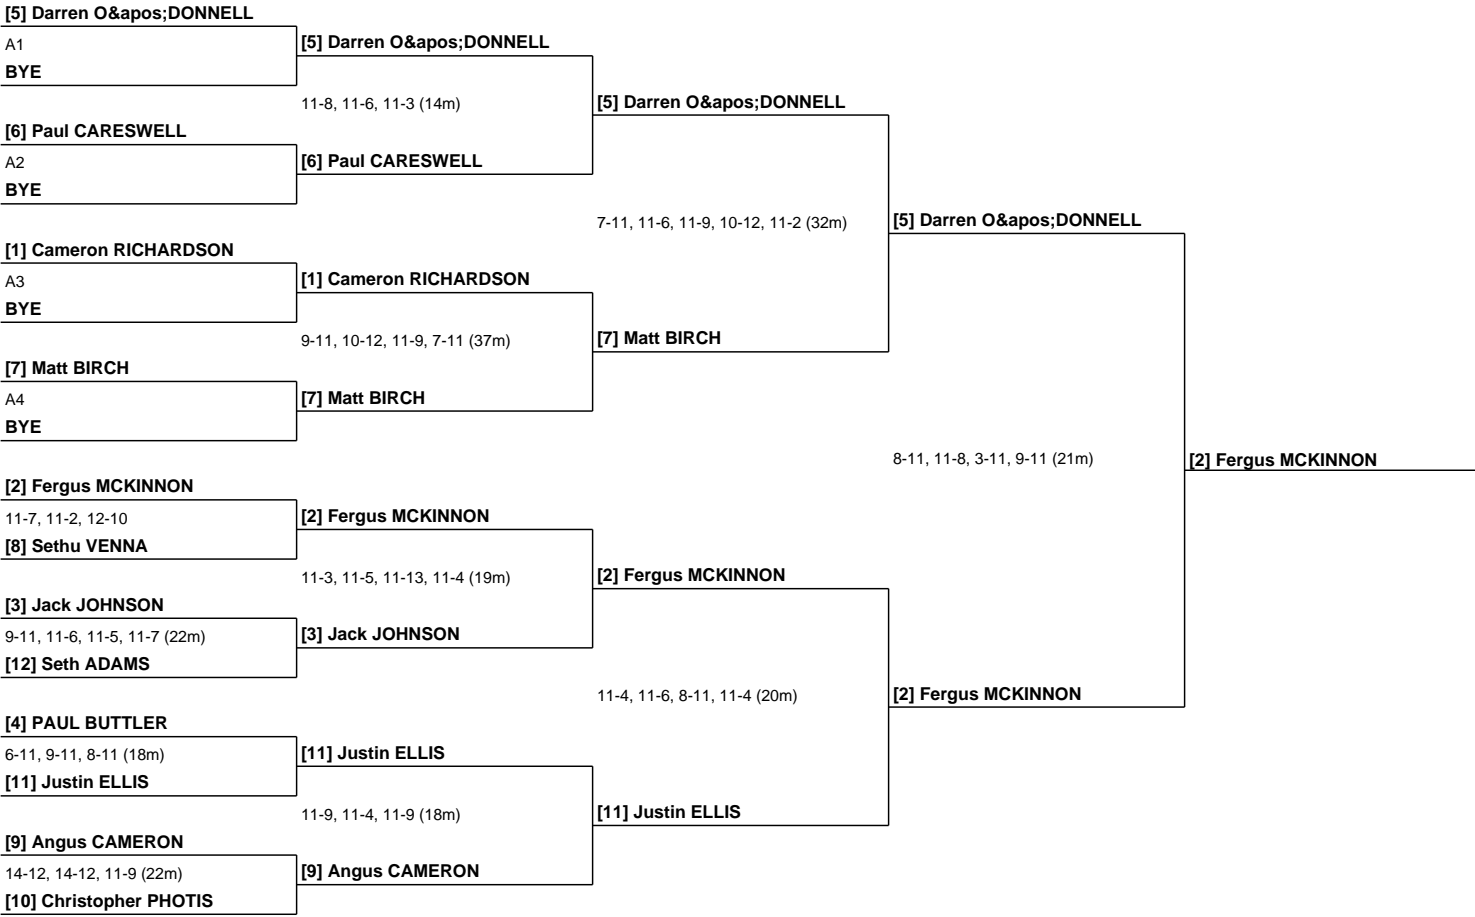 [5] Darren O&apos;DONNELL
A1
BYE
[6] Paul CARESWELL
A2
BYE
[1] Cameron RICHARDSON
A3
BYE
[7] Matt BIRCH
A4
BYE
[2] Fergus MCKINNON
11-7, 11-2, 12-10
[8] Sethu VENNA
[3] Jack JOHNSON
9-11, 11-6, 11-5, 11-7 (22m)
[12] Seth ADAMS
[4] PAUL BUTTLER
6-11, 9-11, 8-11 (18m)
[11] Justin ELLIS
[9] Angus CAMERON
14-12, 14-12, 11-9 (22m)
[10] Christopher PHOTIS
[5] Darren O&apos;DONNELL
11-8, 11-6, 11-3 (14m)
[6] Paul CARESWELL
[1] Cameron RICHARDSON
9-11, 10-12, 11-9, 7-11 (37m)
[7] Matt BIRCH
[2] Fergus MCKINNON
11-3, 11-5, 11-13, 11-4 (19m)
[3] Jack JOHNSON
[11] Justin ELLIS
11-9, 11-4, 11-9 (18m)
[9] Angus CAMERON
[5] Darren O&apos;DONNELL
7-11, 11-6, 11-9, 10-12, 11-2 (32m)
[7] Matt BIRCH
[2] Fergus MCKINNON
11-4, 11-6, 8-11, 11-4 (20m)
[11] Justin ELLIS
[5] Darren O&apos;DONNELL
8-11, 11-8, 3-11, 9-11 (21m)
[2] Fergus MCKINNON
[2] Fergus MCKINNON